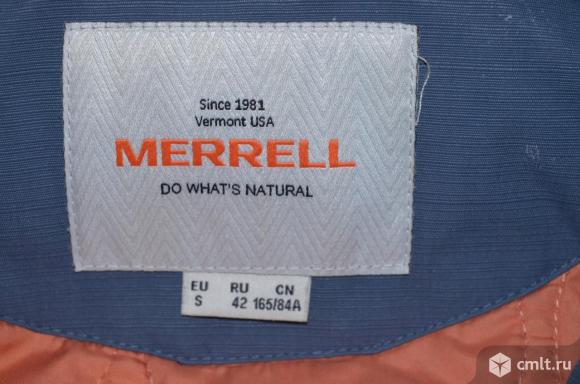 Since 1981
Vermont USA
MERRELL
DO WHAT'S NATURAL
EU RU CN
S 42 165/84A
cmlt.ru